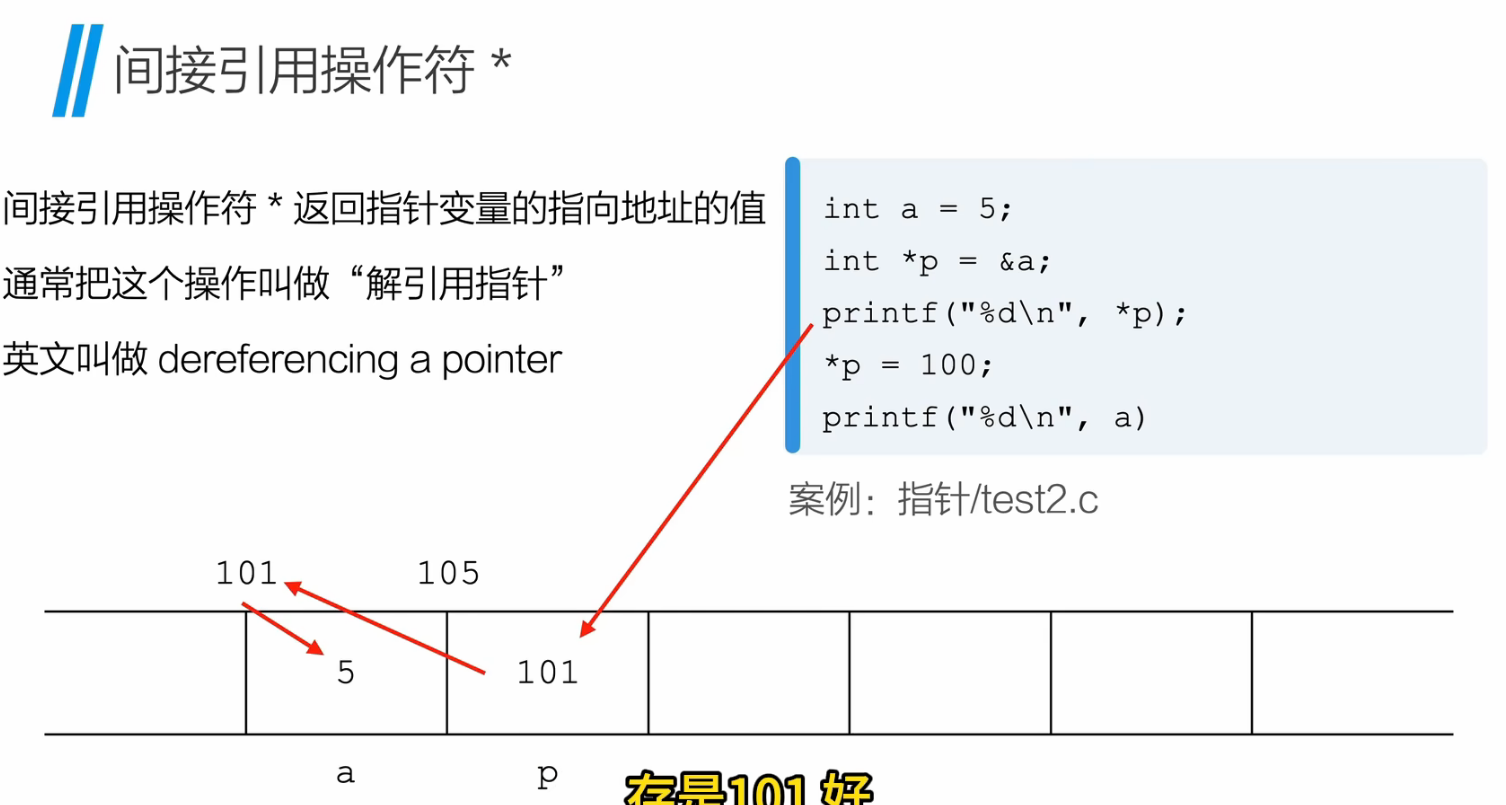 间接引用操作符 *
间接引用操作符 * 返回指针变量的指向地址的值
通常把这个操作叫做“解引用指针”
英文叫做 dereferencing a pointer
int a = 5;
int *p = &a;
printf("%d\n", *p);
*p = 100;
printf("%d\n", a)
案例：指针/test2.c
101 105
5 101
a p
存是101 好